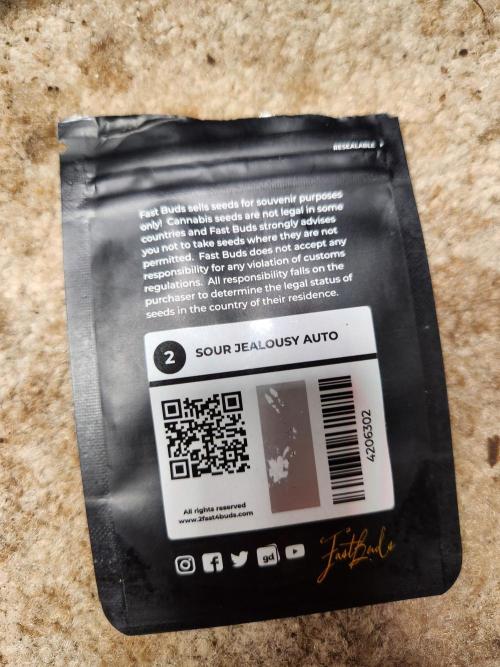 RESEALABLE
Fast Buds sells seeds for souvenir purposes
only! Cannabis seeds are not legal in some
countries and Fast Buds strongly advises
you not to take seeds where they are not
permitted. Fast Buds does not accept any
responsibility for any violation of customs
regulations. All responsibility falls on the
purchaser to determine the legal status of
seeds in the country of their residence.
2 SOUR JEALOUSY AUTO
4206302
All rights reserved
www.2fast4buds.com
gd
FastBuds